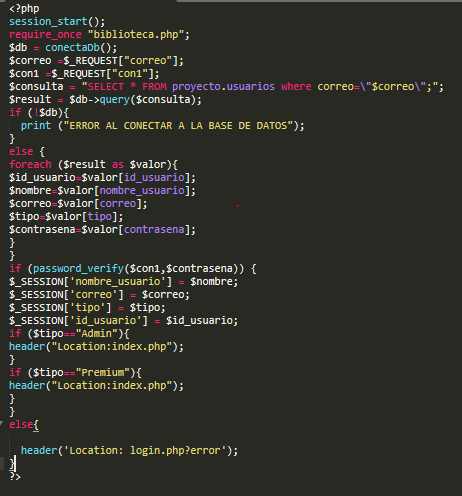 <?php
session_start();
require_once "biblioteca.php";
$db = conectaDb();
$correo =$_REQUEST["correo"];
$con1 =$_REQUEST["con1"];
$consulta = "SELECT * FROM proyecto.usuarios where correo=\"$correo\";";
$result = $db->query($consulta);
if (!$db){
print ("ERROR AL CONECTAR A LA BASE DE DATOS");
}
else {
foreach ($result as $valor){
$id_usuario=$valor[id_usuario];
$nombre=$valor[nombre_usuario];
$correo=$valor[correo];
$tipo=$valor[tipo];
$contrasena=$valor[contrasena];
}
}
if (password_verify($con1,$contrasena)) {
$_SESSION['nombre_usuario'] = $nombre;
$_SESSION['correo'] = $correo;
$_SESSION['tipo'] = $tipo;
$_SESSION['id_usuario'] = $id_usuario;
if ($tipo=="Admin"){
header("Location:index.php");
}
if ($tipo=="Premium"){
header("Location:index.php");
}
}
else{
header('Location: login.php?error');
}
?>